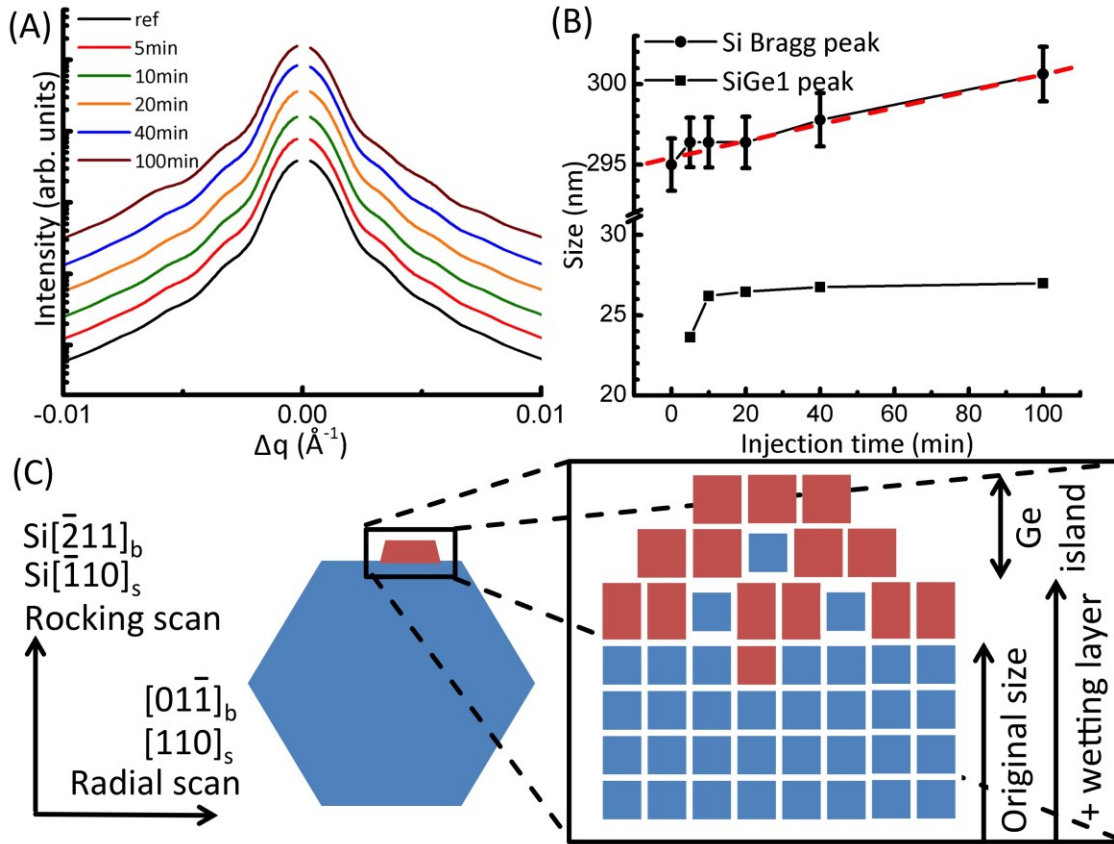 (A)
ref
5min
10min
20min
40min
100min
Intensity (arb. units)
-0.01
0.00
0.01
Δq (Å⁻¹)
(B)
Si Bragg peak
SiGe1 peak
Size (nm)
300
295
30
25
20
0
20
40
60
80
100
Injection time (min)
(C)
Si[2̅11]b
Si[1̅10]s
Rocking scan
[011̅]b
[110]s
Radial scan
Ge
island
Original size
+ wetting layer